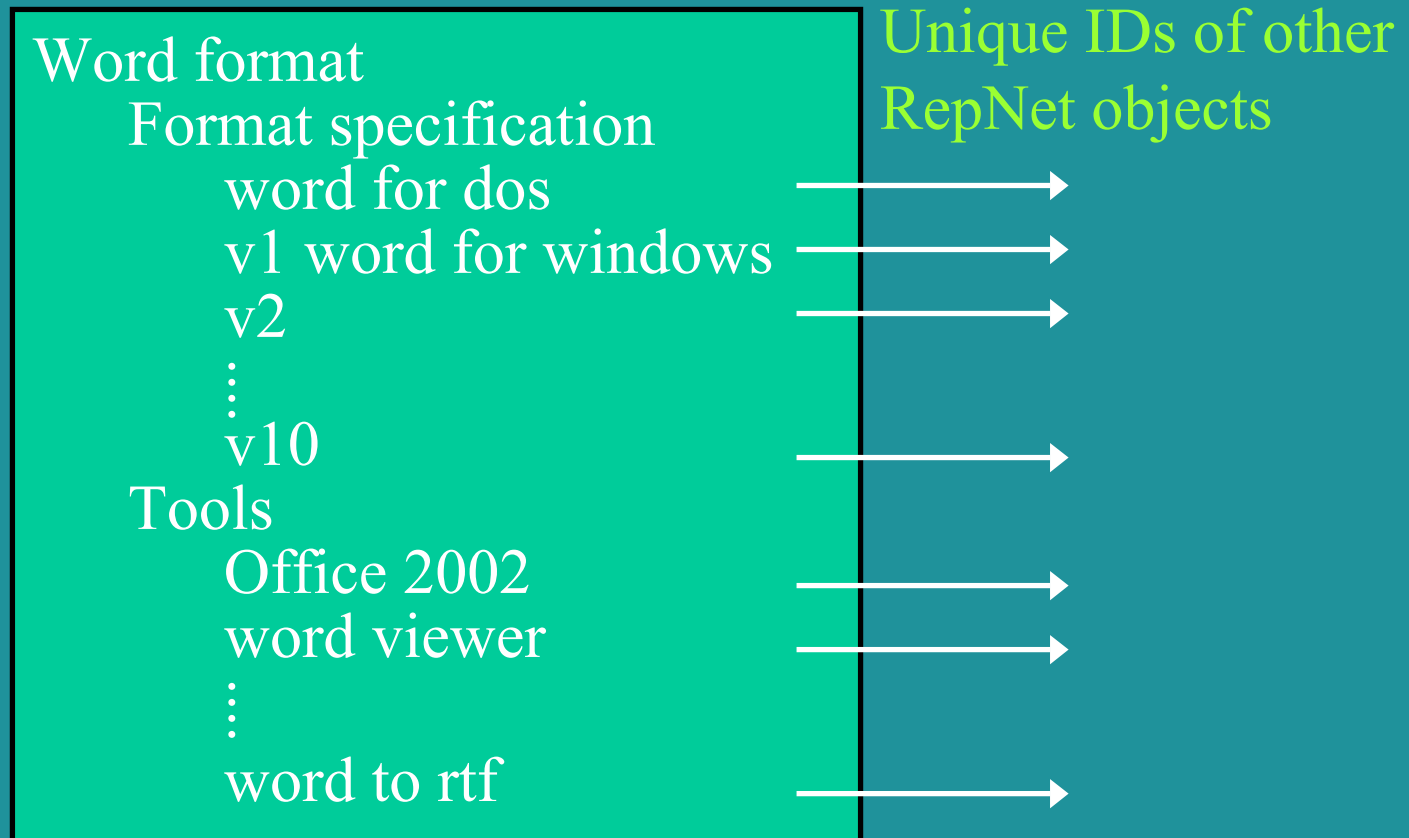 Word format
Format specification
word for dos
v1 word for windows
v2
⋮
v10
Tools
Office 2002
word viewer
⋮
word to rtf
Unique IDs of other
RepNet objects